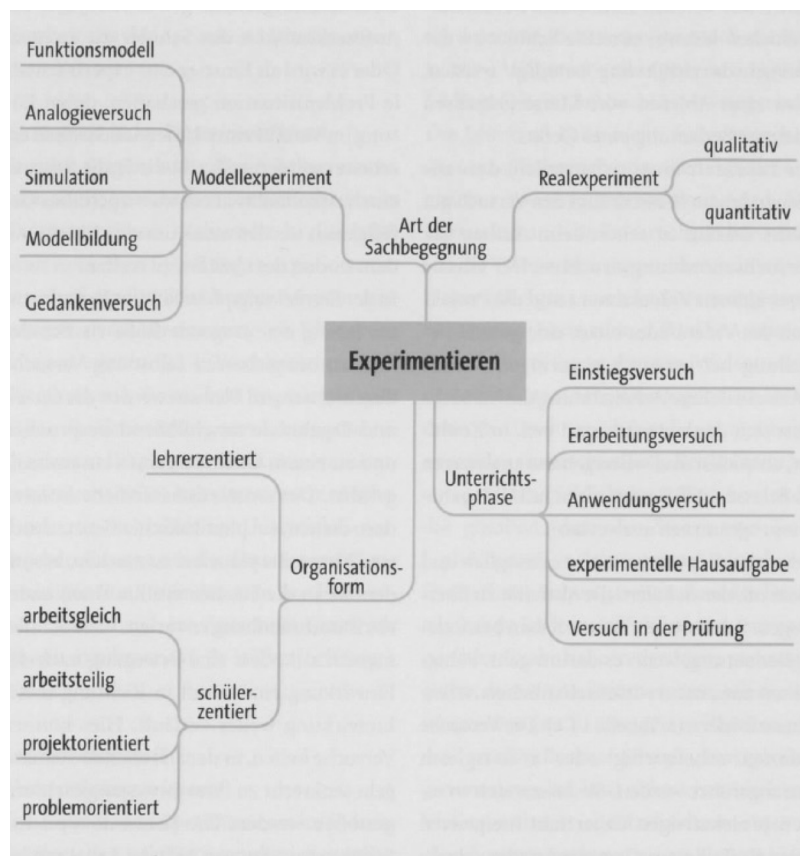 Funktionsmodell
Analogieversuch
Simulation
Modellbildung
Gedankenversuch
Modellexperiment
Art der
Sachbegegnung
Realexperiment
qualitativ
quantitativ
Experimentieren
Einstiegsversuch
Erarbeitungsversuch
Unterrichts-
phase
Anwendungsversuch
experimentelle Hausaufgabe
Versuch in der Prüfung
lehrerzentiert
Organisations-
form
arbeitsgleich
arbeitsteilig
schüler-
zentiert
projektorientiert
problemorientiert